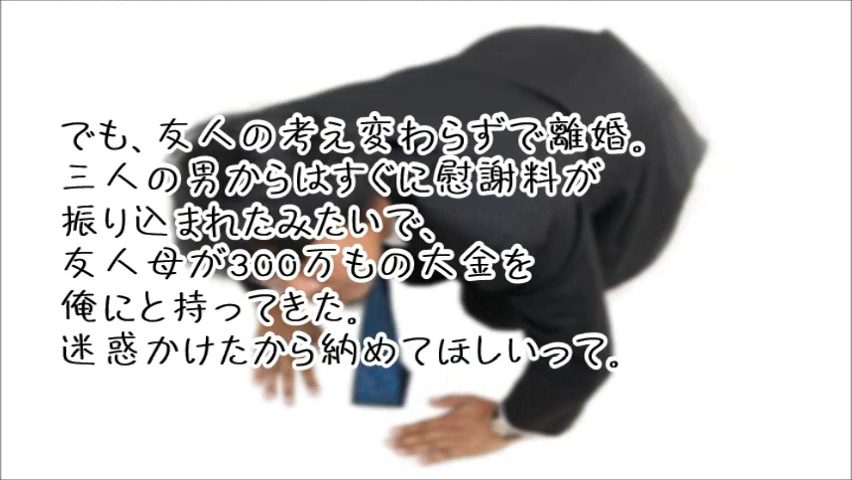 でも、友人の考え変わらずで離婚。
三人の男からはすぐに慰謝料が
振り込まれたみたいで、
友人母が300万もの大金を
俺にと持ってきた。
迷惑かけたから納めてほしいって。